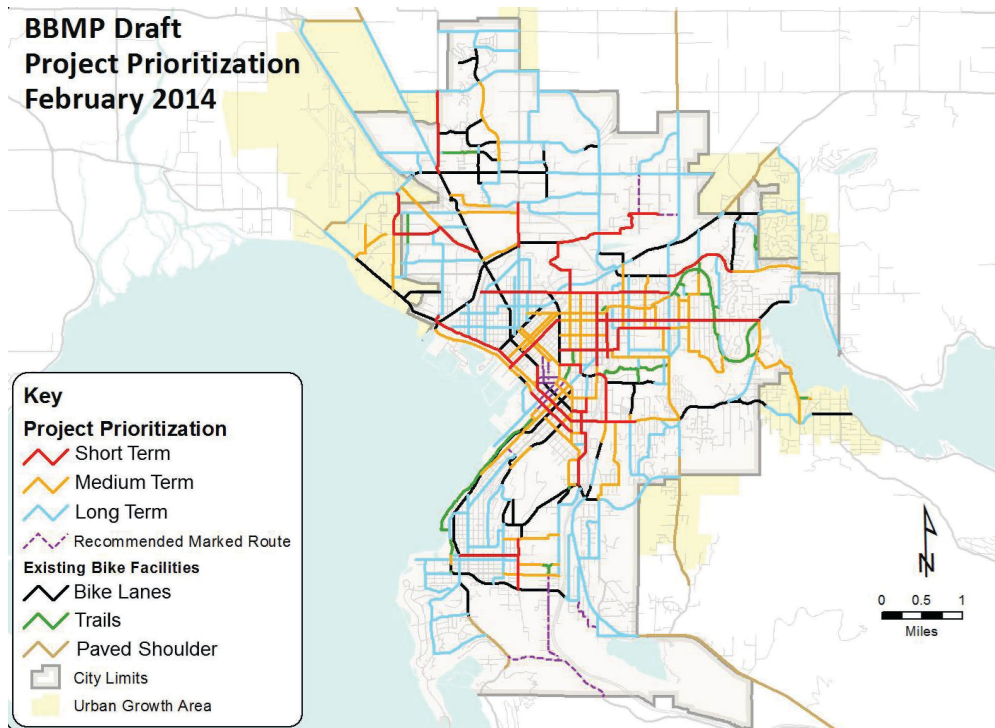 BBMP Draft
Project Prioritization
February 2014
Key
Project Prioritization
Short Term
Medium Term
Long Term
Recommended Marked Route
Existing Bike Facilities
Bike Lanes
Trails
Paved Shoulder
City Limits
Urban Growth Area
N
0 0.5 1
Miles